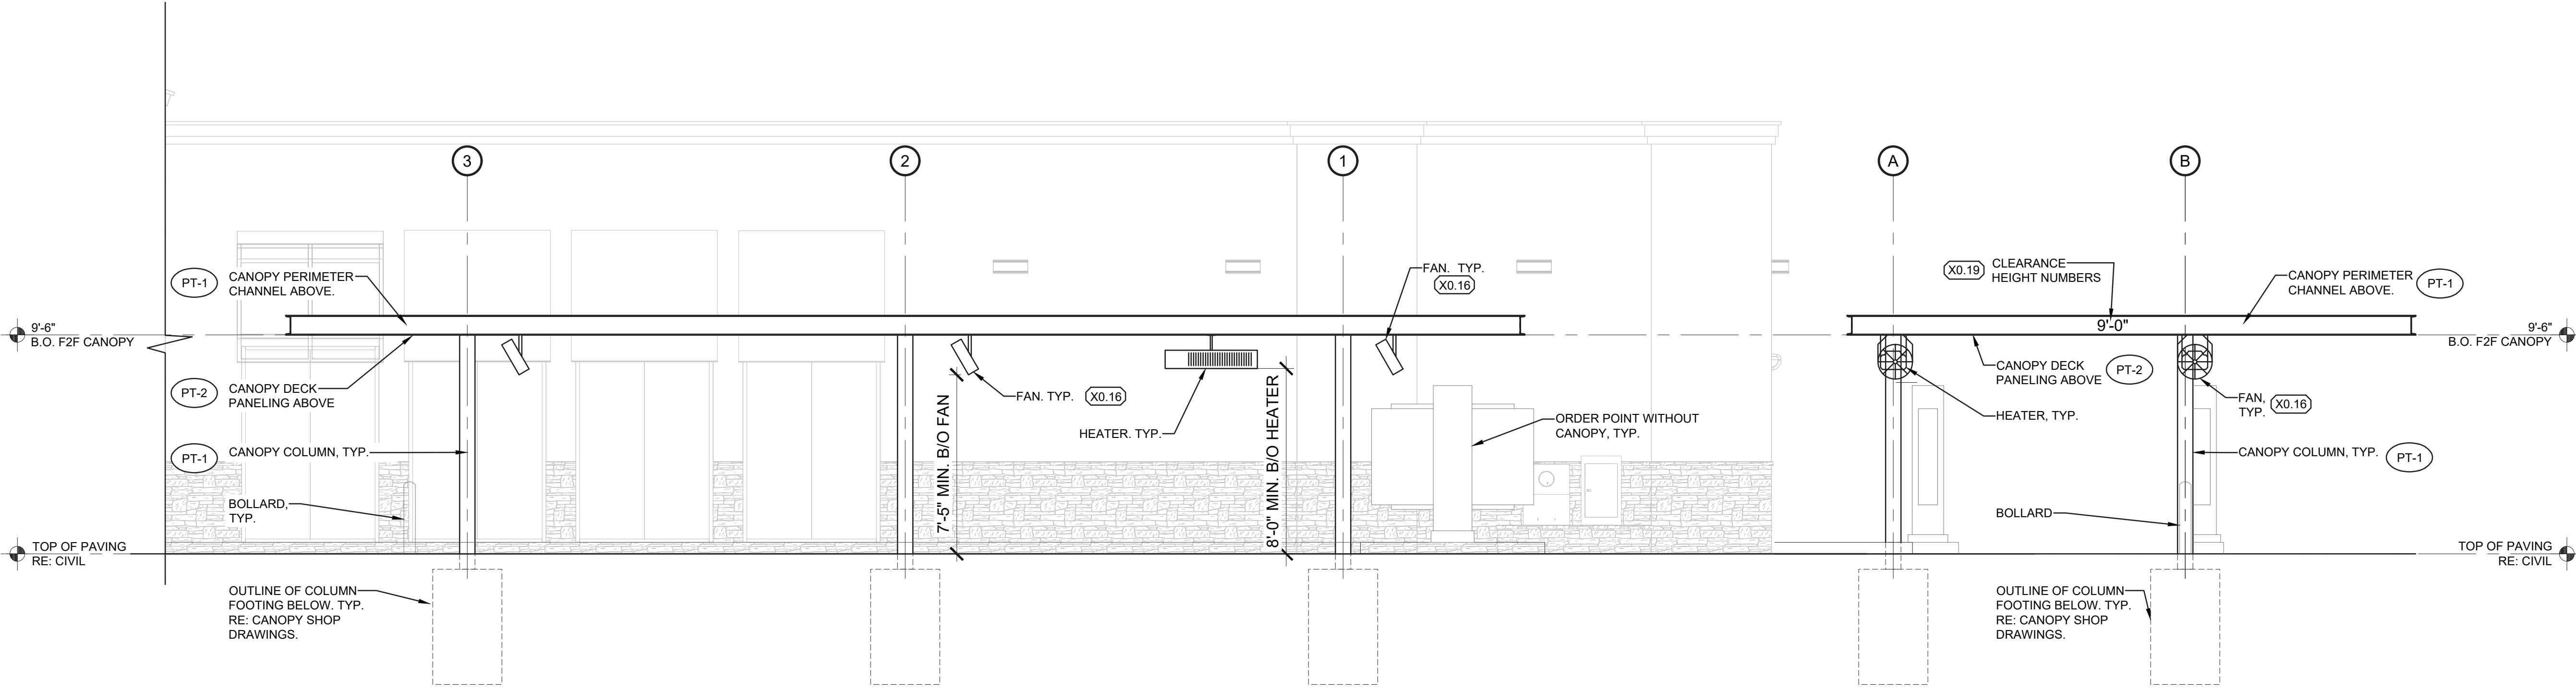 3
2
1
A
B
PT-1
CANOPY PERIMETER
CHANNEL ABOVE.
9'-6"
B.O. F2F CANOPY
PT-2
CANOPY DECK
PANELING ABOVE
PT-1
CANOPY COLUMN, TYP.
BOLLARD,
TYP.
TOP OF PAVING
RE: CIVIL
OUTLINE OF COLUMN
FOOTING BELOW. TYP.
RE: CANOPY SHOP
DRAWINGS.
7'-5" MIN. B/O FAN
FAN. TYP.
X0.16
HEATER. TYP.
8'-0" MIN. B/O HEATER
FAN. TYP.
X0.16
ORDER POINT WITHOUT
CANOPY, TYP.
X0.19
CLEARANCE
HEIGHT NUMBERS
9'-0"
CANOPY PERIMETER
CHANNEL ABOVE.
PT-1
9'-6"
B.O. F2F CANOPY
CANOPY DECK
PANELING ABOVE
PT-2
HEATER, TYP.
FAN,
TYP.
X0.16
CANOPY COLUMN, TYP.
PT-1
BOLLARD
TOP OF PAVING
RE: CIVIL
OUTLINE OF COLUMN
FOOTING BELOW. TYP.
RE: CANOPY SHOP
DRAWINGS.